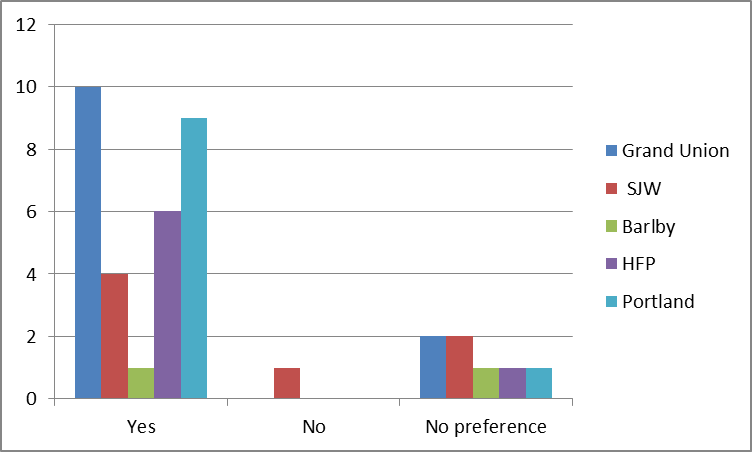 12
10
8
6
4
2
0
Yes
No
No preference
Grand Union
SJW
Barlby
HFP
Portland